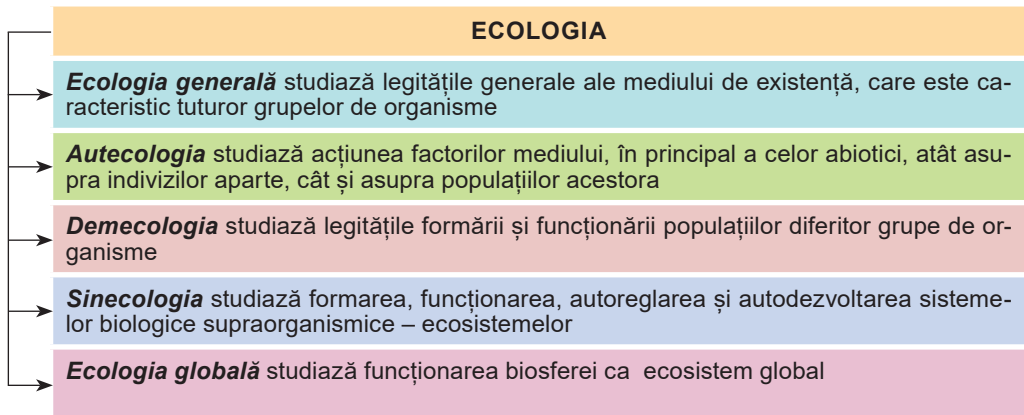 ECOLOGIA
Ecologia generală studiază legitățile generale ale mediului de existență, care este ca-
racteristic tuturor grupelor de organisme
Autecologia studiază acțiunea factorilor mediului, în principal a celor abiotici, atât asu-
pra indivizilor aparte, cât și asupra populațiilor acestora
Demecologia studiază legitățile formării și funcționării populațiilor diferitor grupe de or-
ganisme
Sinecologia studiază formarea, funcționarea, autoreglarea și autodezvoltarea sisteme-
lor biologice supraorganismice – ecosistemelor
Ecologia globală studiază funcționarea biosferei ca ecosistem global